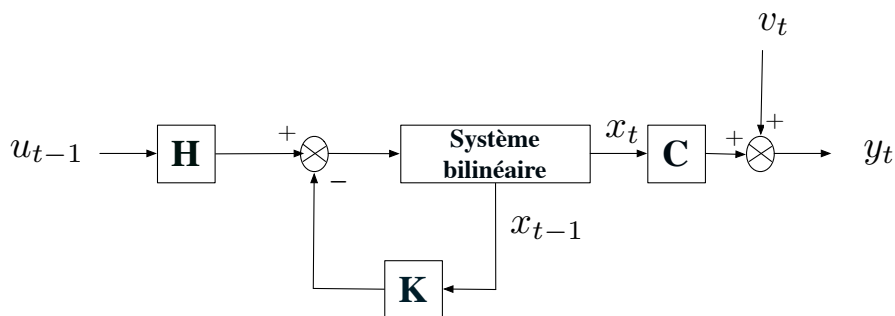 v_t
+
u_{t-1}
H
+
−
Système
bilinéaire
x_t
C
+
y_t
x_{t-1}
K